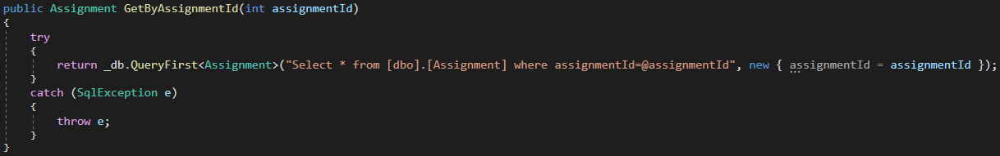 public Assignment GetByAssignmentId(int assignmentId)
{
    try
    {
        return _db.QueryFirst<Assignment>("Select * from [dbo].[Assignment] where assignmentId=@assignmentId", new { assignmentId = assignmentId });
    }
    catch (SqlException e)
    {
        throw e;
    }
}